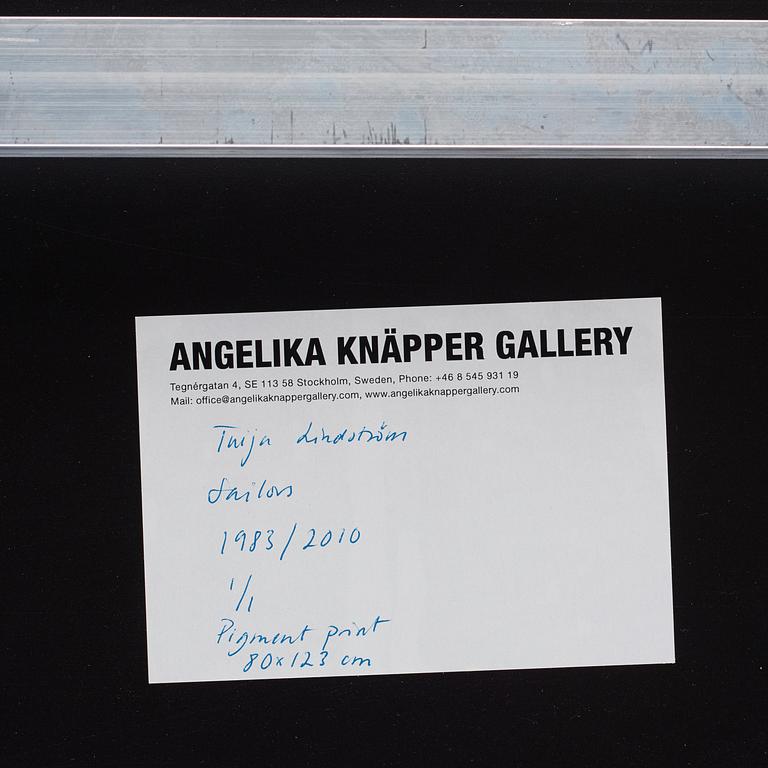 ANGELIKA KNÄPPER GALLERY
Tegnérgatan 4, SE 113 58 Stockholm, Sweden, Phone: +46 8 545 931 19
Mail: office@angelikaknappergallery.com, www.angelikaknappergallery.com
Tuija Lindström
Sailors
1983/2010
1/1
Pigment print
80x123 cm